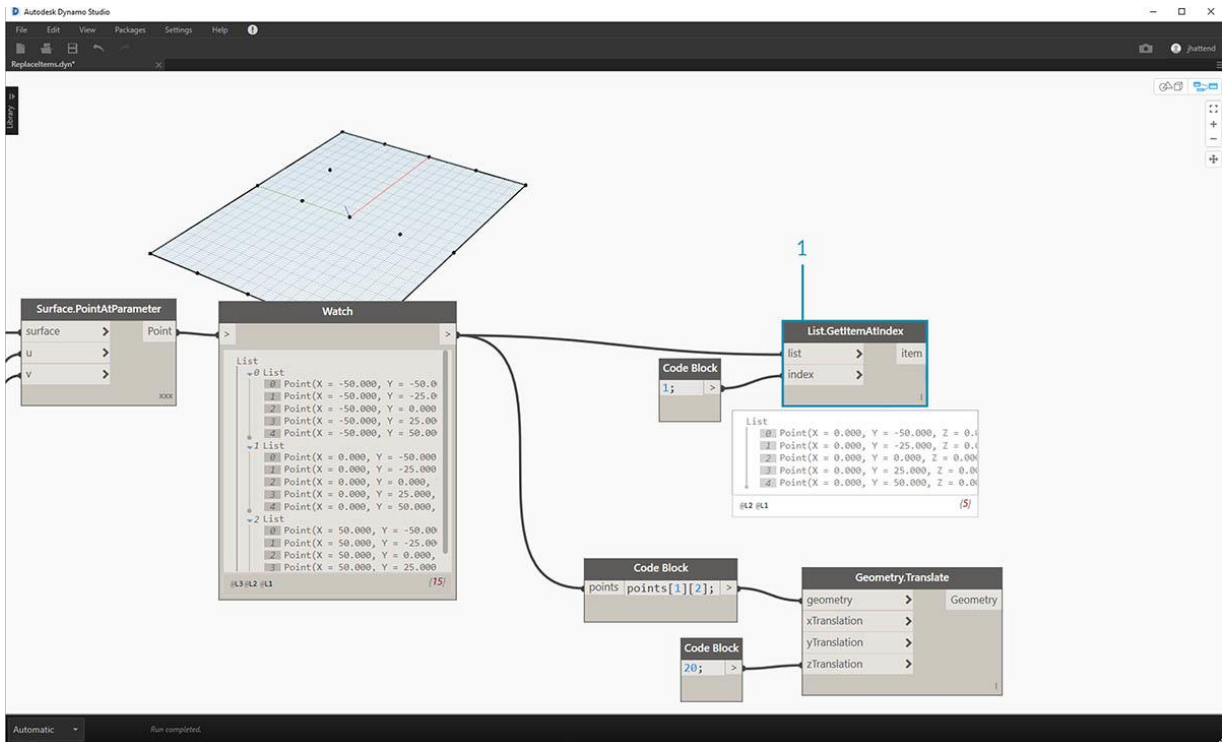 Autodesk Dynamo Studio
File Edit View Packages Settings Help
jhattend
ReplaceItems.dyn*
Library
1
Surface.PointAtParameter
surface > Point
u >
v >
xxx
Watch
> >
List
0 List
0 Point(X = -50.000, Y = -50.0
1 Point(X = -50.000, Y = -25.0
2 Point(X = -50.000, Y = 0.000
3 Point(X = -50.000, Y = 25.00
4 Point(X = -50.000, Y = 50.00
1 List
0 Point(X = 0.000, Y = -50.000
1 Point(X = 0.000, Y = -25.000
2 Point(X = 0.000, Y = 0.000,
3 Point(X = 0.000, Y = 25.000,
4 Point(X = 0.000, Y = 50.000,
2 List
0 Point(X = 50.000, Y = -50.00
1 Point(X = 50.000, Y = -25.00
2 Point(X = 50.000, Y = 0.000,
3 Point(X = 50.000, Y = 25.000
@L3 @L2 @L1 {15}
Code Block
1; >
List.GetItemAtIndex
list > item
index >
l
List
0 Point(X = 0.000, Y = -50.000, Z = 0.0
1 Point(X = 0.000, Y = -25.000, Z = 0.0
2 Point(X = 0.000, Y = 0.000, Z = 0.000
3 Point(X = 0.000, Y = 25.000, Z = 0.00
4 Point(X = 0.000, Y = 50.000, Z = 0.00
@L2 @L1 {5}
Code Block
points points[1][2]; >
Code Block
20; >
Geometry.Translate
geometry > Geometry
xTranslation >
yTranslation >
zTranslation >
l
Automatic Run completed.